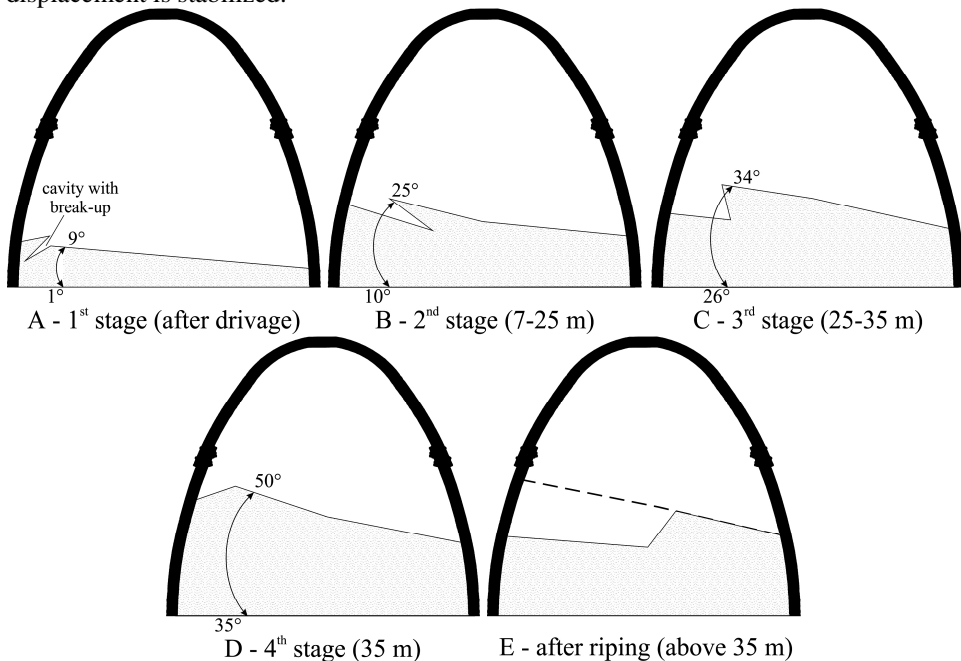 displacement is stabilized.
cavity with
break-up
9°
1°
25°
10°
34°
26°
A - 1st stage (after drivage)
B - 2nd stage (7-25 m)
C - 3rd stage (25-35 m)
50°
35°
D - 4th stage (35 m)
E - after riping (above 35 m)